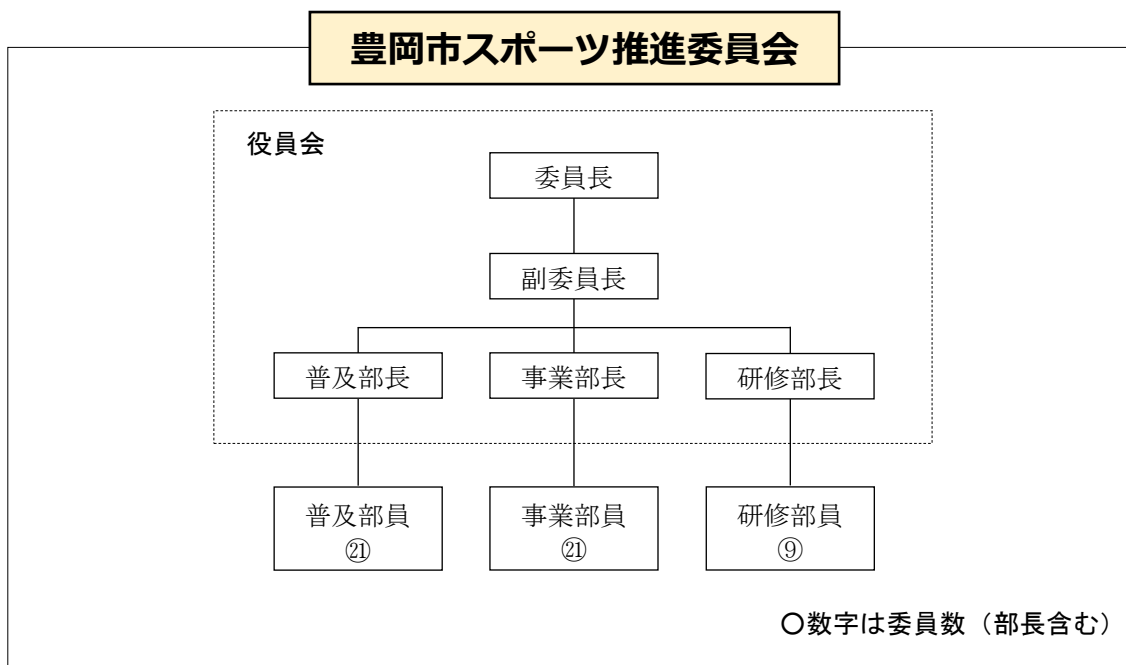 豊岡市スポーツ推進委員会
役員会
委員長
副委員長
普及部長
事業部長
研修部長
普及部員
㉑
事業部員
㉑
研修部員
⑨
〇数字は委員数（部長含む）